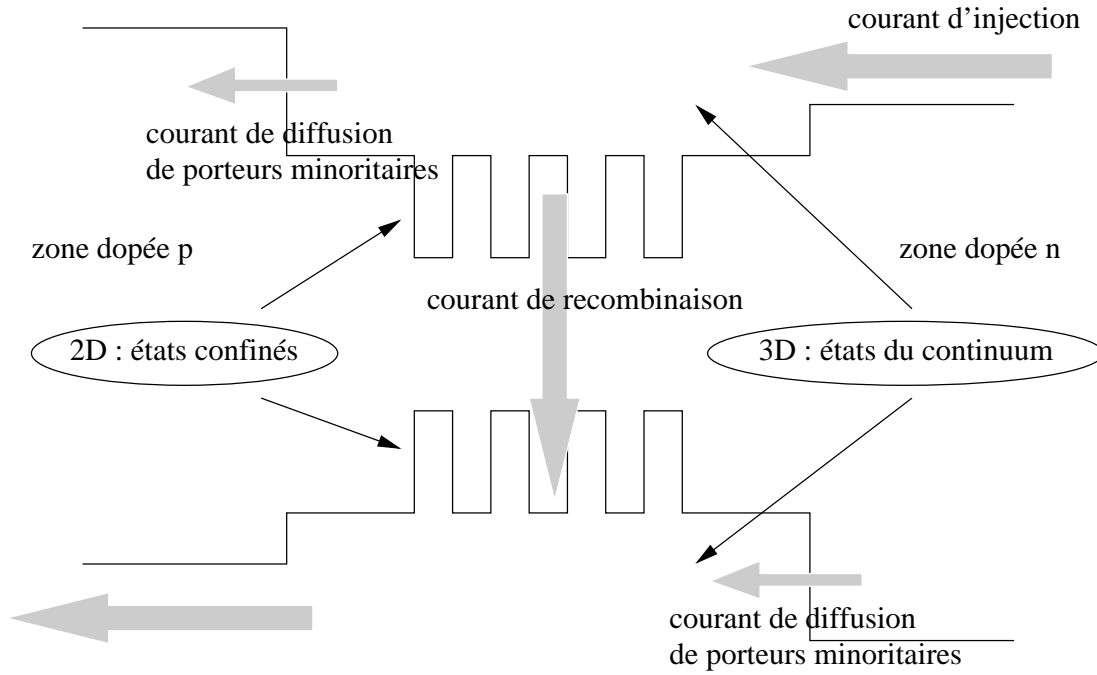 courant d'injection
courant de diffusion
de porteurs minoritaires
zone dopée p
zone dopée n
courant de recombinaison
2D : états confinés
3D : états du continuum
courant de diffusion
de porteurs minoritaires